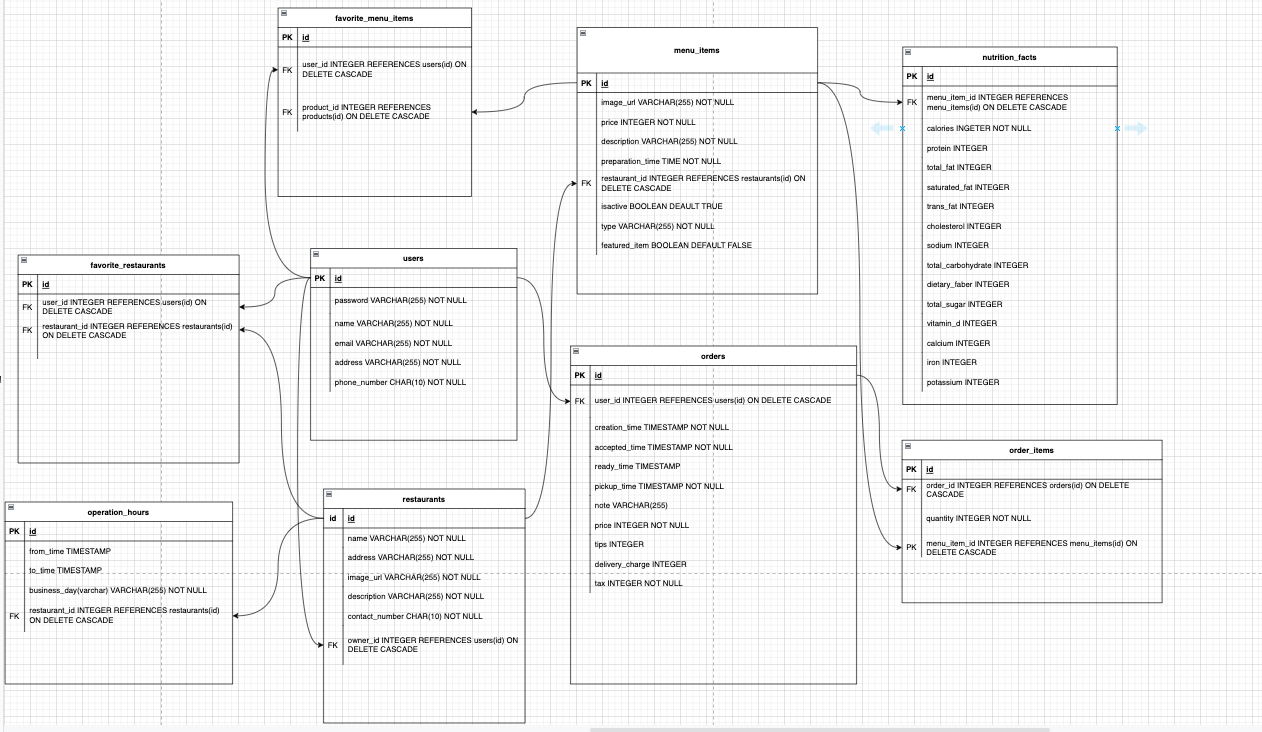 favorite_menu_items
PK id
FK user_id INTEGER REFERENCES users(id) ON
DELETE CASCADE
FK product_id INTEGER REFERENCES
products(id) ON DELETE CASCADE
menu_items
PK id
image_url VARCHAR(255) NOT NULL
price INTEGER NOT NULL
description VARCHAR(255) NOT NULL
preparation_time TIME NOT NULL
FK restaurant_id INTEGER REFERENCES restaurants(id) ON
DELETE CASCADE
isactive BOOLEAN DEAULT TRUE
type VARCHAR(255) NOT NULL
featured_item BOOLEAN DEFAULT FALSE
nutrition_facts
PK id
FK menu_item_id INTEGER REFERENCES
menu_items(id) ON DELETE CASCADE
calories INGETER NOT NULL
protein INTEGER
total_fat INTEGER
saturated_fat INTEGER
trans_fat INTEGER
cholesterol INTEGER
sodium INTEGER
total_carbohydrate INTEGER
dietary_faber INTEGER
total_sugar INTEGER
vitamin_d INTEGER
calcium INTEGER
iron INTEGER
potassium INTEGER
favorite_restaurants
PK id
FK user_id INTEGER REFERENCES users(id) ON
DELETE CASCADE
FK restaurant_id INTEGER REFERENCES restaurants(id)
ON DELETE CASCADE
users
PK id
password VARCHAR(255) NOT NULL
name VARCHAR(255) NOT NULL
email VARCHAR(255) NOT NULL
address VARCHAR(255) NOT NULL
phone_number CHAR(10) NOT NULL
orders
PK id
FK user_id INTEGER REFERENCES users(id) ON DELETE CASCADE
creation_time TIMESTAMP NOT NULL
accepted_time TIMESTAMP NOT NULL
ready_time TIMESTAMP
pickup_time TIMESTAMP NOT NULL
note VARCHAR(255)
price INTEGER NOT NULL
tips INTEGER
delivery_charge INTEGER
tax INTEGER NOT NULL
order_items
PK id
FK order_id INTEGER REFERENCES orders(id) ON DELETE
CASCADE
quantity INTEGER NOT NULL
PK menu_item_id INTEGER REFERENCES menu_items(id) ON
DELETE CASCADE
operation_hours
PK id
from_time TIMESTAMP
to_time TIMESTAMP
business_day(varchar) VARCHAR(255) NOT NULL
FK restaurant_id INTEGER REFERENCES restaurants(id)
ON DELETE CASCADE
restaurants
id id
name VARCHAR(255) NOT NULL
address VARCHAR(255) NOT NULL
image_url VARCHAR(255) NOT NULL
description VARCHAR(255) NOT NULL
contact_number CHAR(10) NOT NULL
FK owner_id INTEGER REFERENCES users(id) ON
DELETE CASCADE